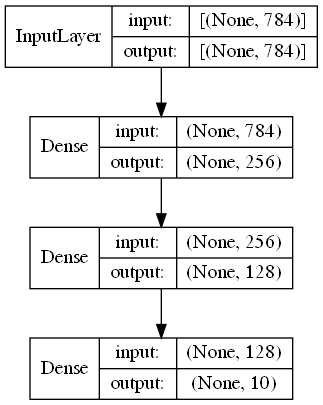 InputLayer
input: [(None, 784)]
output: [(None, 784)]
Dense
input: (None, 784)
output: (None, 256)
Dense
input: (None, 256)
output: (None, 128)
Dense
input: (None, 128)
output: (None, 10)